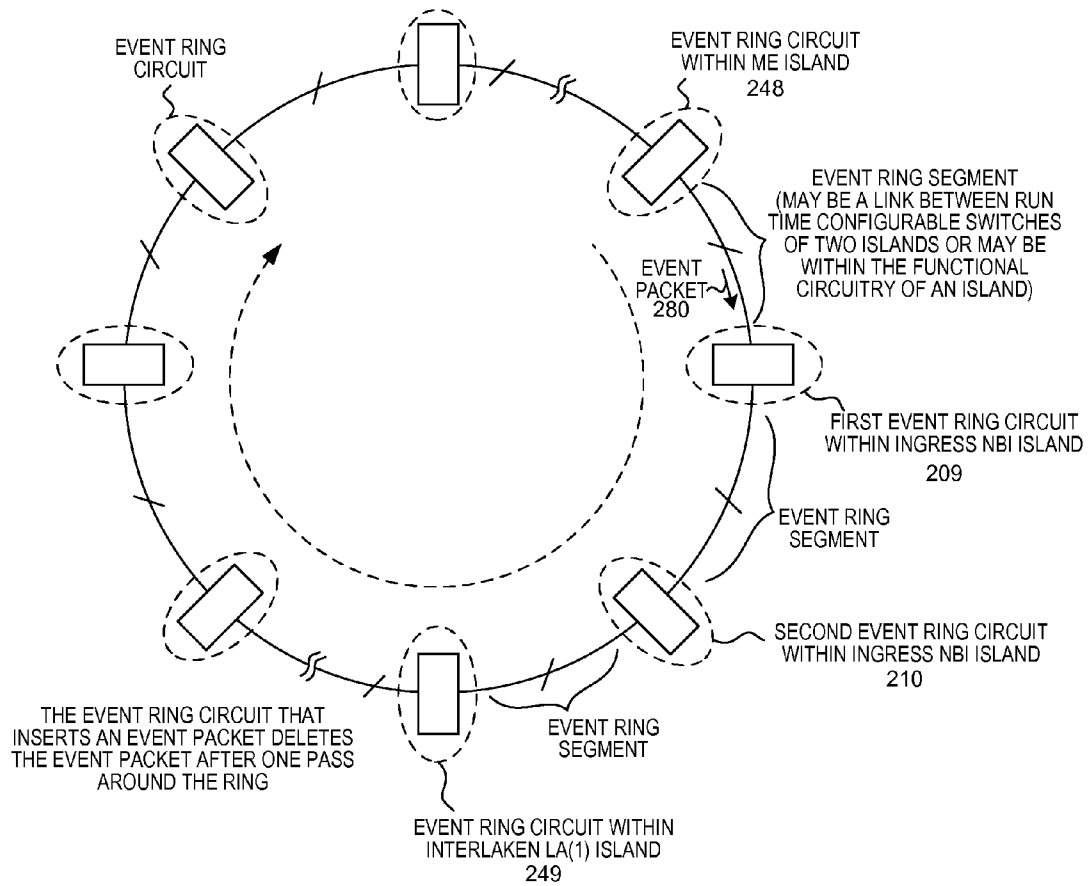 EVENT RING
CIRCUIT
EVENT RING CIRCUIT
WITHIN ME ISLAND
248
EVENT RING SEGMENT
(MAY BE A LINK BETWEEN RUN
TIME CONFIGURABLE SWITCHES
OF TWO ISLANDS OR MAY BE
WITHIN THE FUNCTIONAL
CIRCUITRY OF AN ISLAND)
EVENT
PACKET
280
FIRST EVENT RING CIRCUIT
WITHIN INGRESS NBI ISLAND
209
EVENT RING
SEGMENT
SECOND EVENT RING CIRCUIT
WITHIN INGRESS NBI ISLAND
210
EVENT RING
SEGMENT
THE EVENT RING CIRCUIT THAT
INSERTS AN EVENT PACKET DELETES
THE EVENT PACKET AFTER ONE PASS
AROUND THE RING
EVENT RING CIRCUIT WITHIN
INTERLAKEN LA(1) ISLAND
249